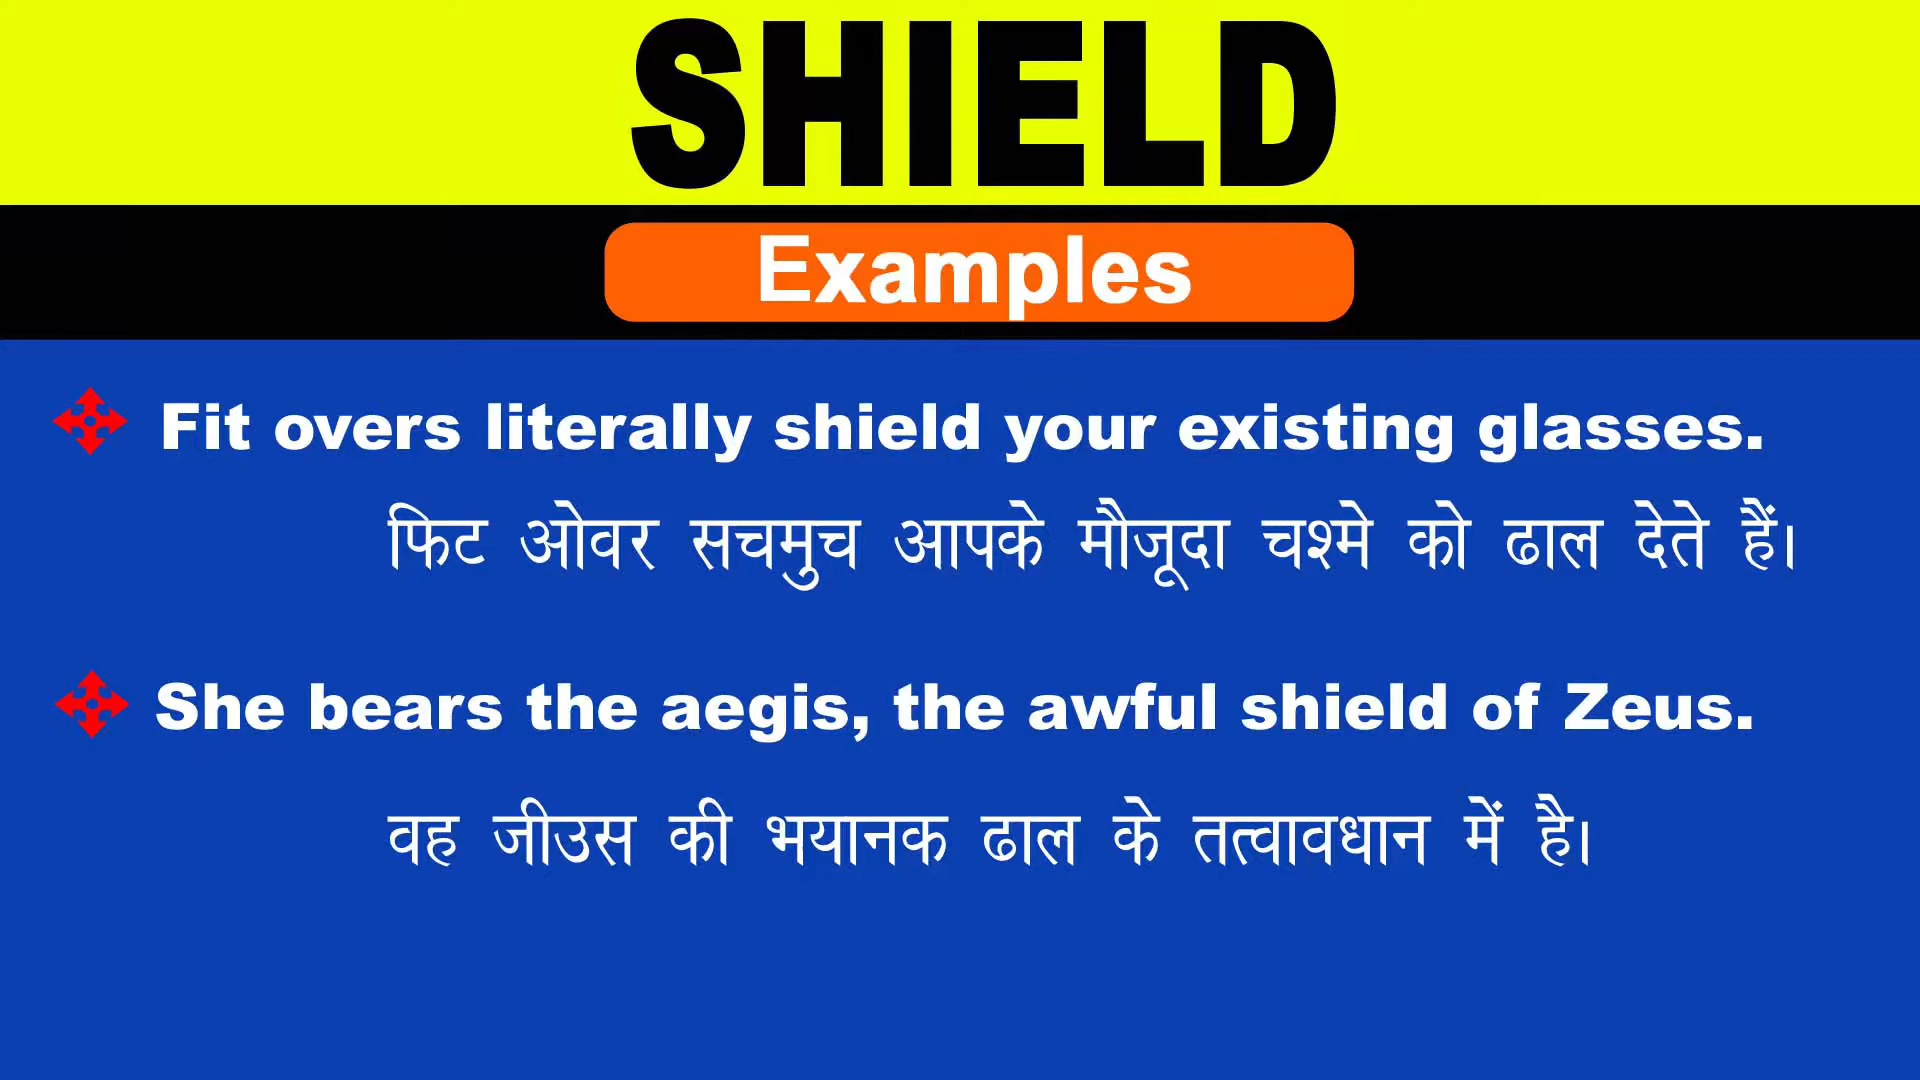 SHIELD
Examples
Fit overs literally shield your existing glasses.
फिट ओवर सचमुच आपके मौजूदा चश्मे को ढाल देते हैं।
She bears the aegis, the awful shield of Zeus.
वह जीउस की भयानक ढाल के तत्वावधान में है।